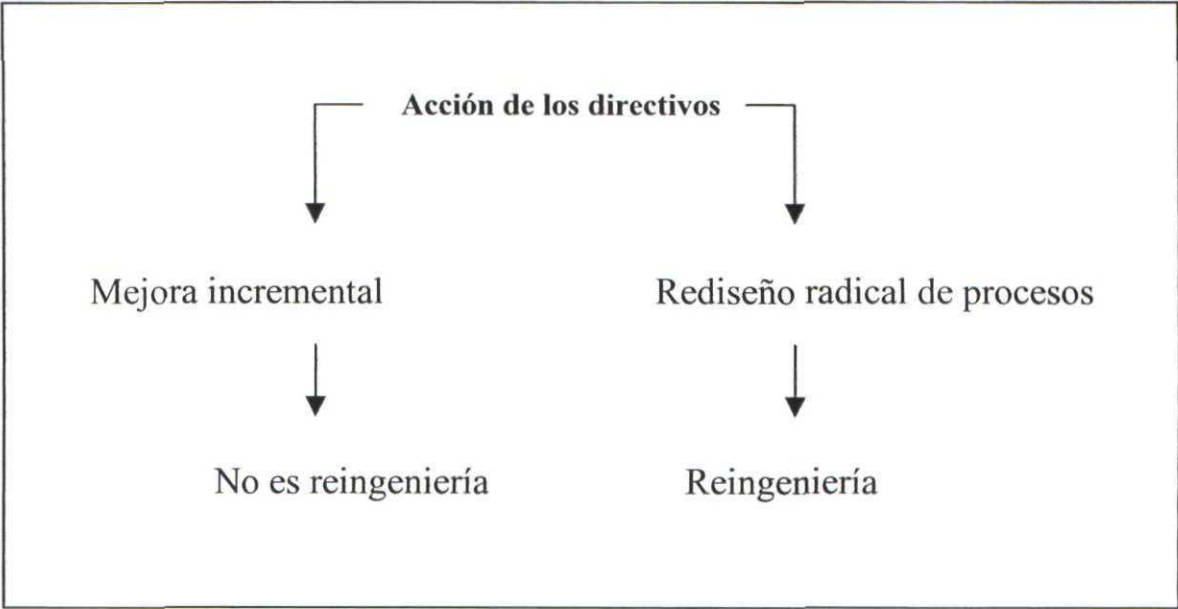 Acción de los directivos
Mejora incremental
Rediseño radical de procesos
No es reingeniería
Reingeniería